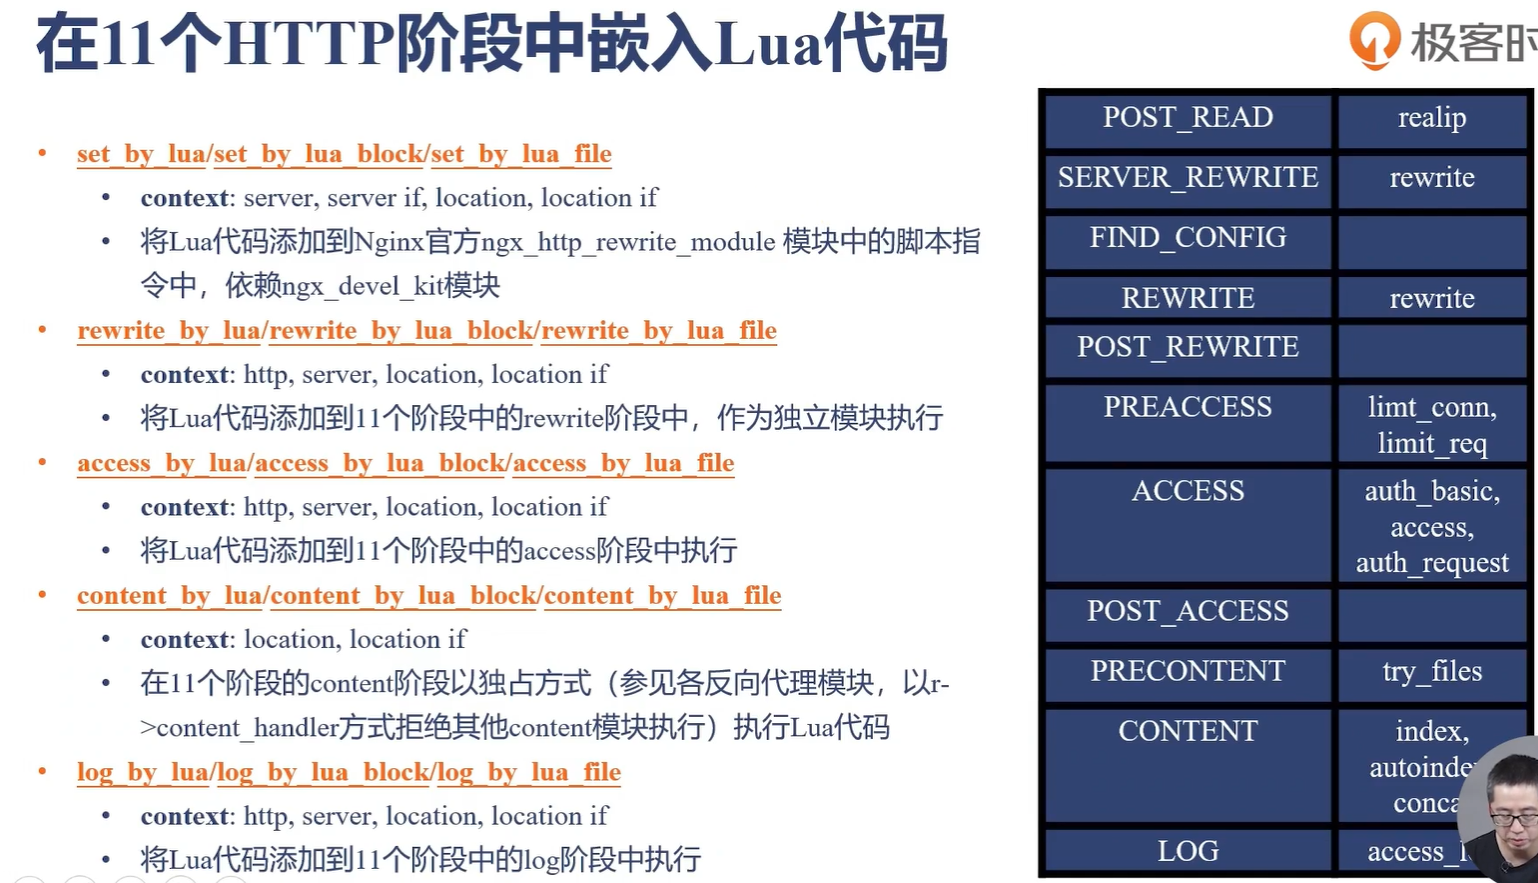 在11个HTTP阶段中嵌入Lua代码
极客时
• set_by_lua/set_by_lua_block/set_by_lua_file
• context: server, server if, location, location if
• 将Lua代码添加到Nginx官方ngx_http_rewrite_module 模块中的脚本指
令中，依赖ngx_devel_kit模块
• rewrite_by_lua/rewrite_by_lua_block/rewrite_by_lua_file
• context: http, server, location, location if
• 将Lua代码添加到11个阶段中的rewrite阶段中，作为独立模块执行
• access_by_lua/access_by_lua_block/access_by_lua_file
• context: http, server, location, location if
• 将Lua代码添加到11个阶段中的access阶段中执行
• content_by_lua/content_by_lua_block/content_by_lua_file
• context: location, location if
• 在11个阶段的content阶段以独占方式（参见各反向代理模块，以r-
>content_handler方式拒绝其他content模块执行）执行Lua代码
• log_by_lua/log_by_lua_block/log_by_lua_file
• context: http, server, location, location if
• 将Lua代码添加到11个阶段中的log阶段中执行
POST_READ realip
SERVER_REWRITE rewrite
FIND_CONFIG
REWRITE rewrite
POST_REWRITE
PREACCESS limt_conn,
limit_req
ACCESS auth_basic,
access,
auth_request
POST_ACCESS
PRECONTENT try_files
CONTENT index,
autoinde
conca
LOG access_l